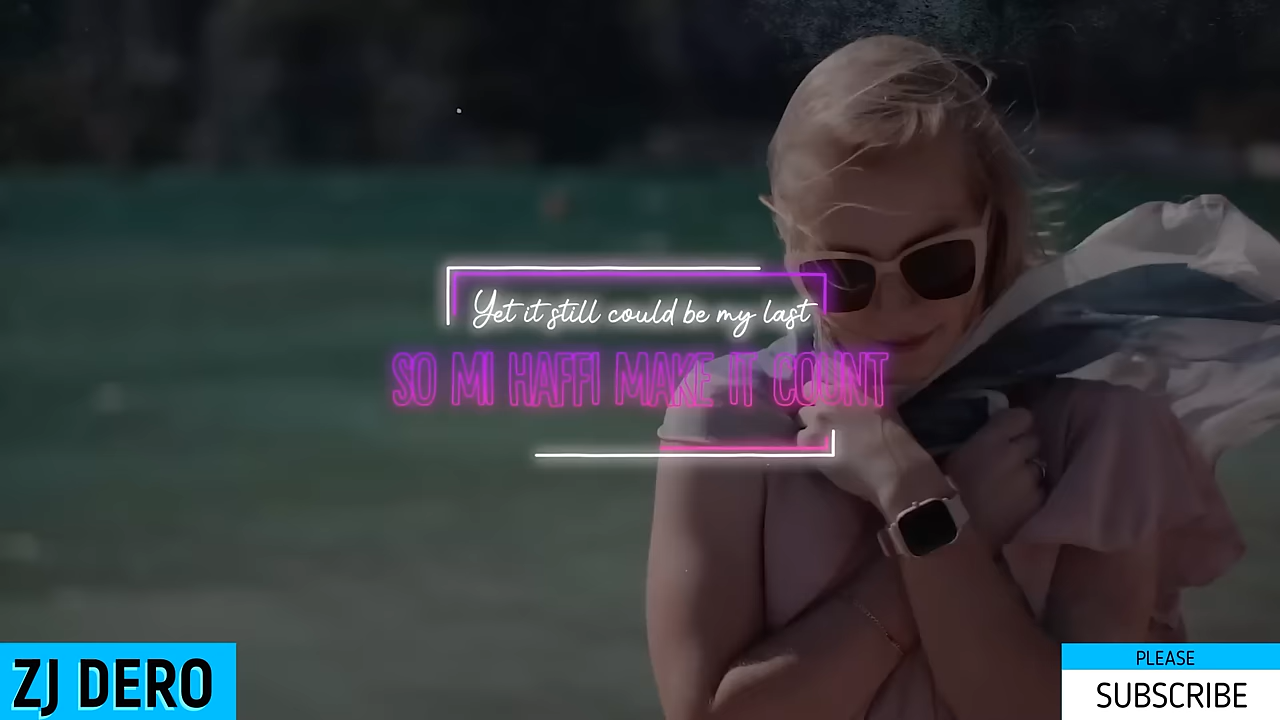 Yet it still could be my last
SO MI HAFFI MAKE IT COUNT
ZJ DERO
PLEASE
SUBSCRIBE